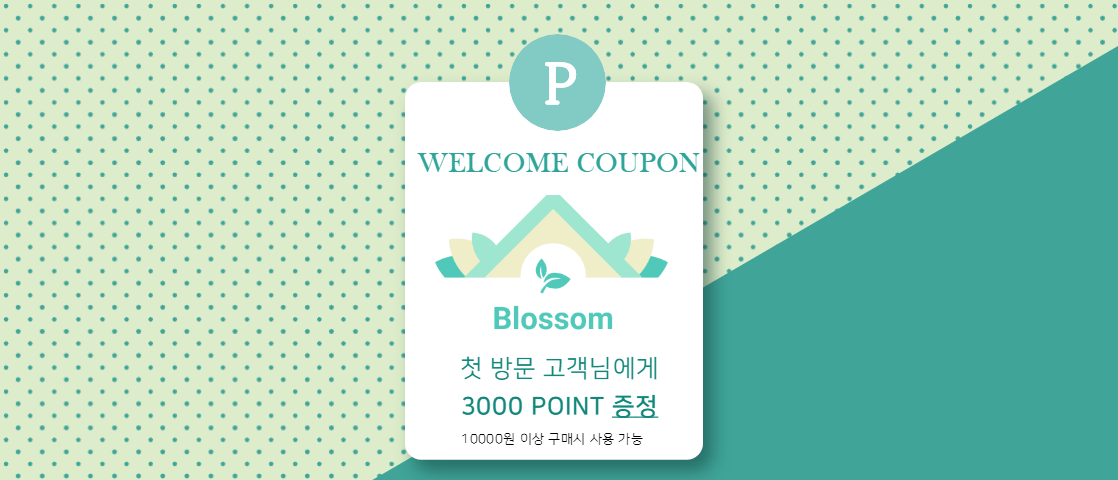 P
WELCOME COUPON
Blossom
첫 방문 고객님에게
3000 POINT 증정
10000원 이상 구매시 사용 가능